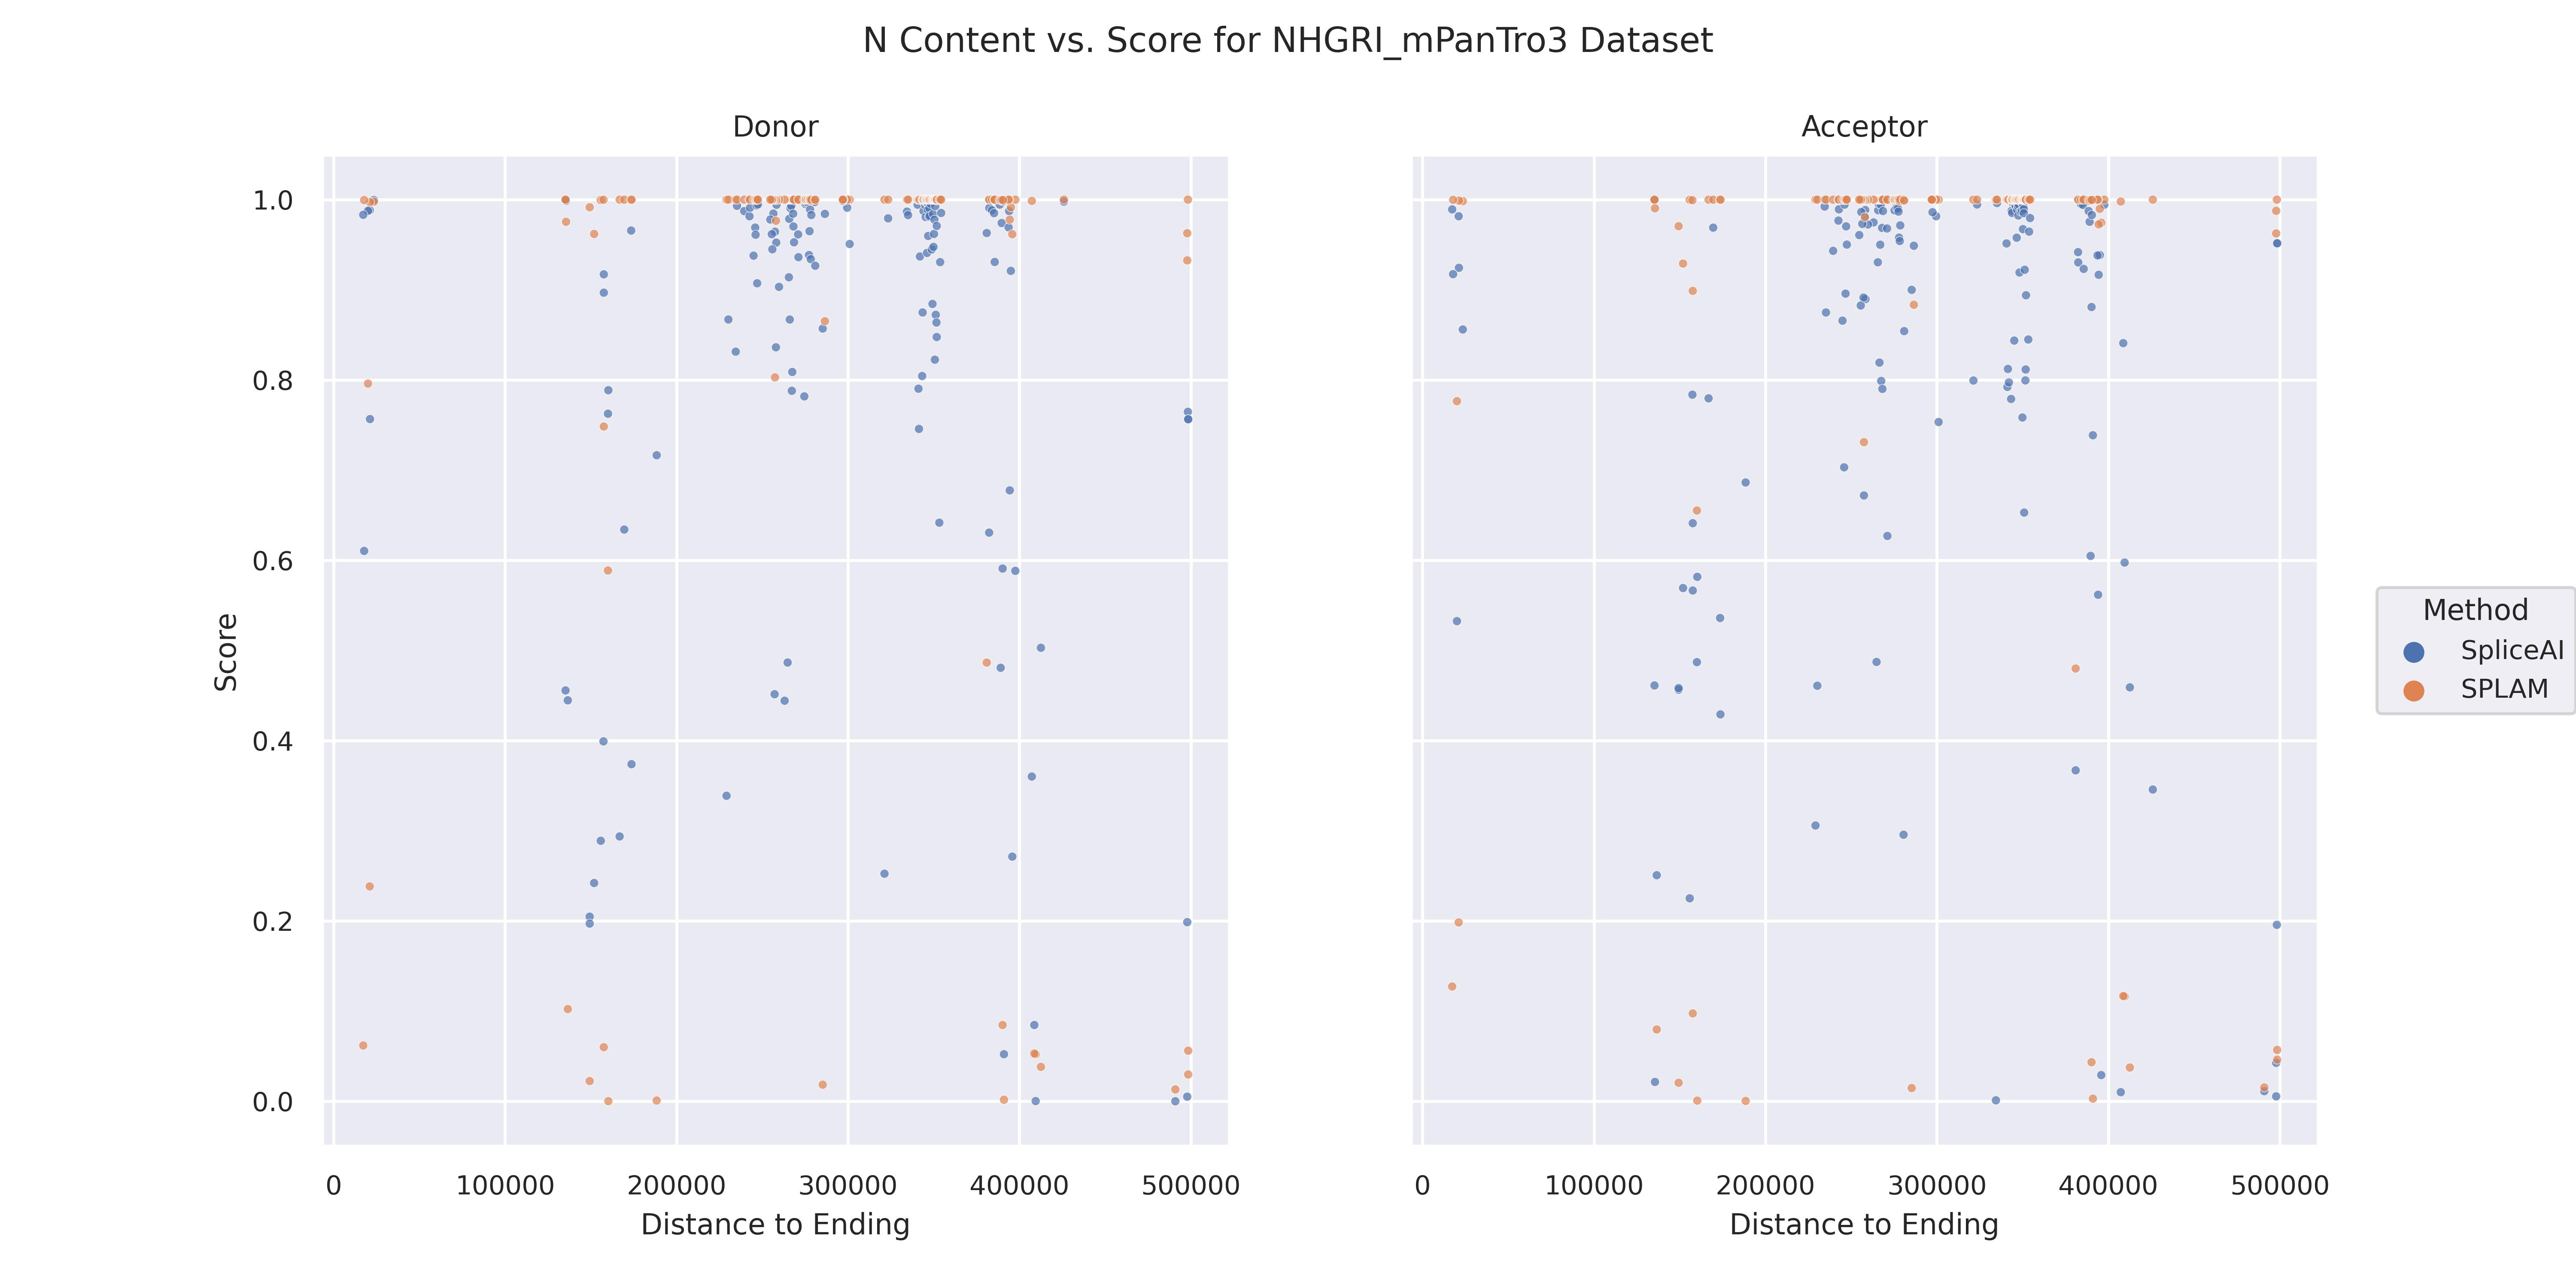 N Content vs. Score for NHGRI_mPanTro3 Dataset
Donor
Acceptor
1.0
0.8
0.6
0.4
0.2
0.0
Score
0 100000 200000 300000 400000 500000
0 100000 200000 300000 400000 500000
Distance to Ending
Distance to Ending
Method
SpliceAI
SPLAM